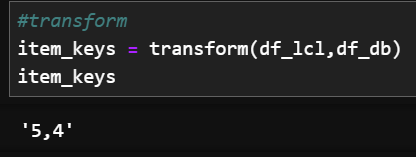 #transform
item_keys = transform(df_lcl,df_db)
item_keys
'5,4'